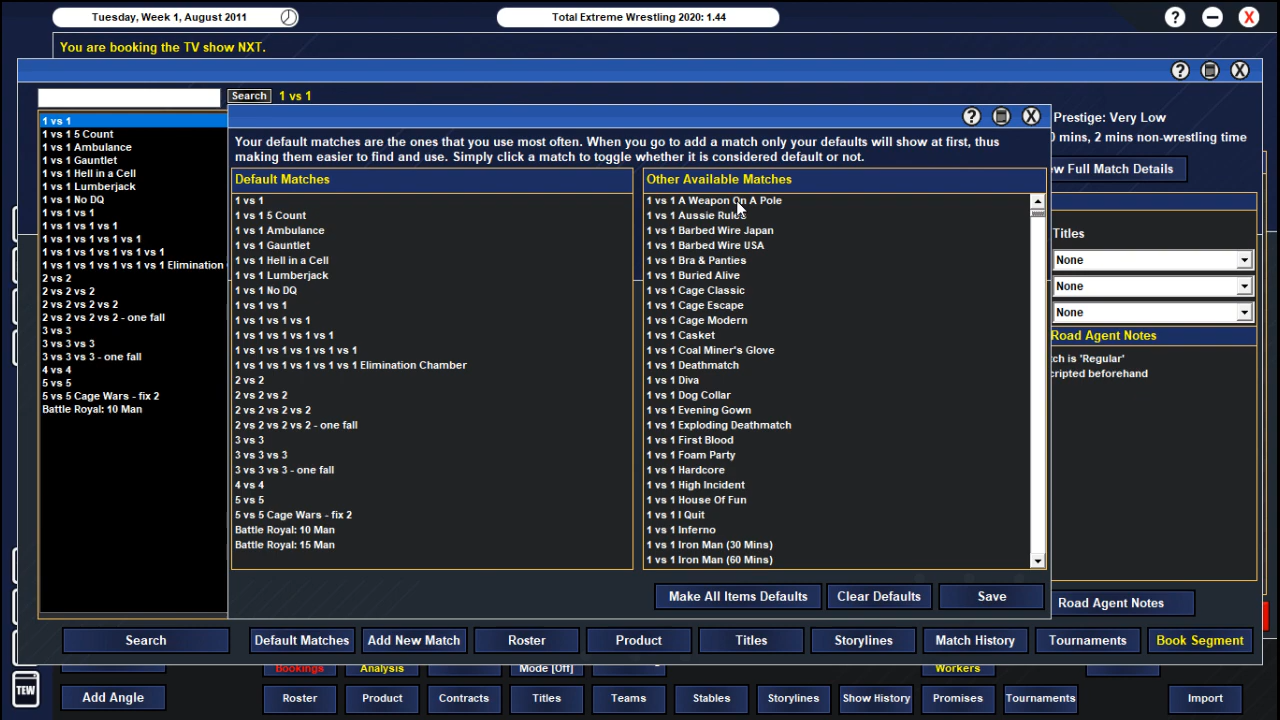 Tuesday, Week 1, August 2011
Total Extreme Wrestling 2020: 1.44
? X
You are booking the TV show NXT.
? X
Search 1 vs 1
Prestige: Very Low
0 mins, 2 mins non-wrestling time
w Full Match Details
1 vs 1
1 vs 1 5 Count
1 vs 1 Ambulance
1 vs 1 Gauntlet
1 vs 1 Hell in a Cell
1 vs 1 Lumberjack
1 vs 1 No DQ
1 vs 1 vs 1
1 vs 1 vs 1 vs 1
1 vs 1 vs 1 vs 1 vs 1
1 vs 1 vs 1 vs 1 vs 1 vs 1
1 vs 1 vs 1 vs 1 vs 1 vs 1 Elimination
2 vs 2
2 vs 2 vs 2
2 vs 2 vs 2 vs 2
2 vs 2 vs 2 vs 2 - one fall
3 vs 3
3 vs 3 vs 3
3 vs 3 vs 3 - one fall
4 vs 4
5 vs 5
5 vs 5 Cage Wars - fix 2
Battle Royal: 10 Man
? X
Your default matches are the ones that you use most often. When you go to add a match only your defaults will show at first, thus
making them easier to find and use. Simply click a match to toggle whether it is considered default or not.
Default Matches
1 vs 1
1 vs 1 5 Count
1 vs 1 Ambulance
1 vs 1 Gauntlet
1 vs 1 Hell in a Cell
1 vs 1 Lumberjack
1 vs 1 No DQ
1 vs 1 vs 1
1 vs 1 vs 1 vs 1
1 vs 1 vs 1 vs 1 vs 1
1 vs 1 vs 1 vs 1 vs 1 vs 1
1 vs 1 vs 1 vs 1 vs 1 vs 1 Elimination Chamber
2 vs 2
2 vs 2 vs 2
2 vs 2 vs 2 vs 2
2 vs 2 vs 2 vs 2 - one fall
3 vs 3
3 vs 3 vs 3
3 vs 3 vs 3 - one fall
4 vs 4
5 vs 5
5 vs 5 Cage Wars - fix 2
Battle Royal: 10 Man
Battle Royal: 15 Man
Other Available Matches
1 vs 1 A Weapon On A Pole
1 vs 1 Aussie Rules
1 vs 1 Barbed Wire Japan
1 vs 1 Barbed Wire USA
1 vs 1 Bra & Panties
1 vs 1 Buried Alive
1 vs 1 Cage Classic
1 vs 1 Cage Escape
1 vs 1 Cage Modern
1 vs 1 Casket
1 vs 1 Coal Miner's Glove
1 vs 1 Deathmatch
1 vs 1 Diva
1 vs 1 Dog Collar
1 vs 1 Evening Gown
1 vs 1 Exploding Deathmatch
1 vs 1 First Blood
1 vs 1 Foam Party
1 vs 1 Hardcore
1 vs 1 High Incident
1 vs 1 House Of Fun
1 vs 1 I Quit
1 vs 1 Inferno
1 vs 1 Iron Man (30 Mins)
1 vs 1 Iron Man (60 Mins)
Make All Items Defaults Clear Defaults Save
Titles
None
None
None
Road Agent Notes
ch is 'Regular'
cripted beforehand
Road Agent Notes
Search Default Matches Add New Match Roster Product Titles Storylines Match History Tournaments Book Segment
Bookings Analysis Mode [Off] Workers
TEW Add Angle Roster Product Contracts Titles Teams Stables Storylines Show History Promises Tournaments Import